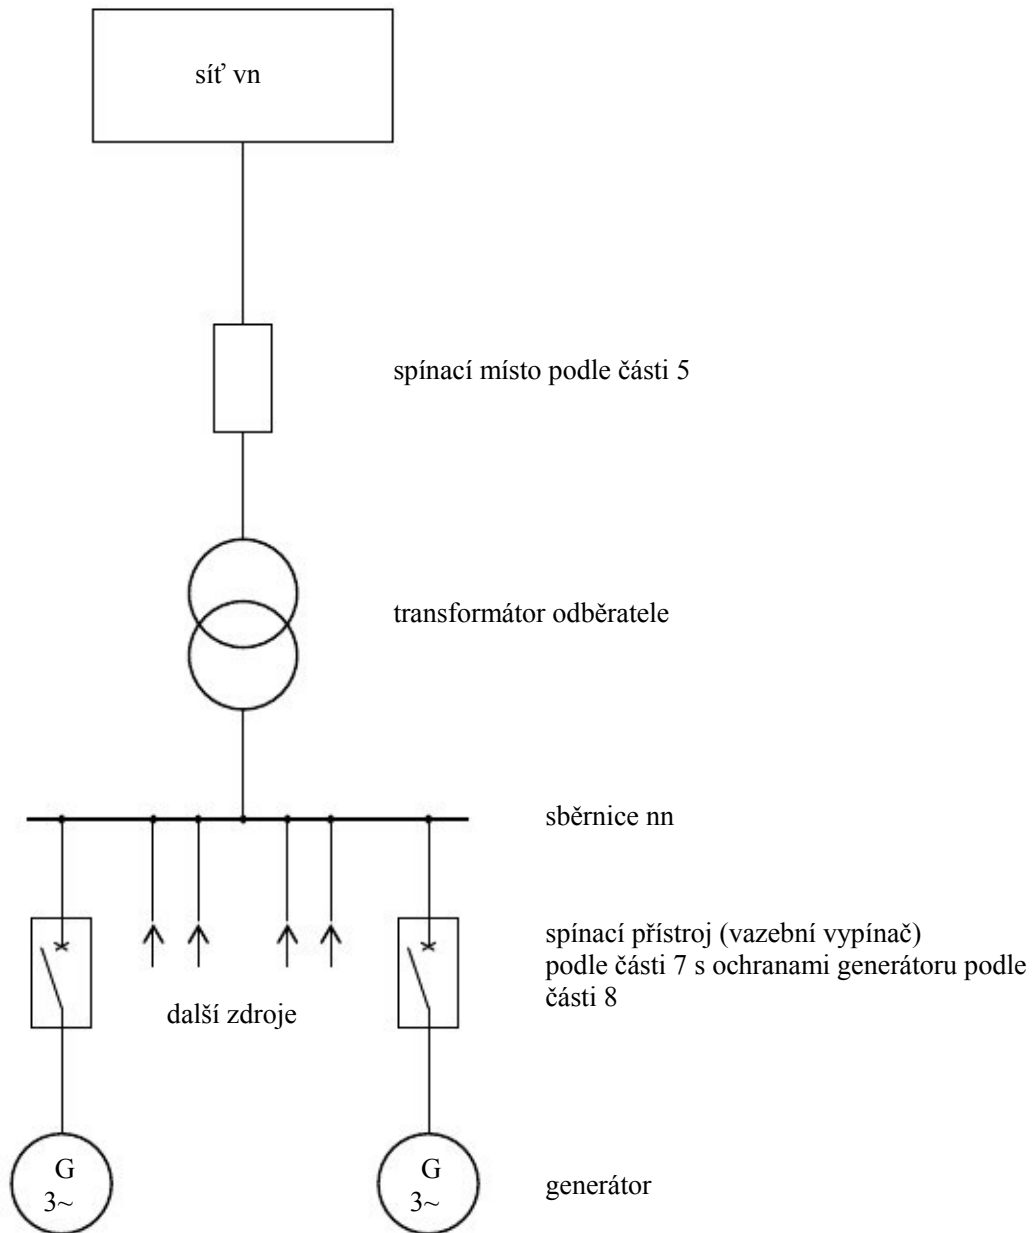 síť vn
spínací místo podle části 5
transformátor odběratele
sběrnice nn
spínací přístroj (vazební vypínač)
podle části 7 s ochranami generátoru podle
části 8
další zdroje
G
3~
G
3~
generátor